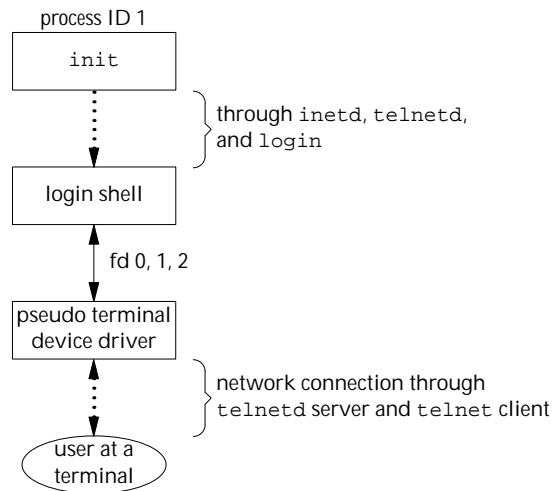 process ID 1
init
through inetd, telnetd,
and login
login shell
fd 0, 1, 2
pseudo terminal
device driver
network connection through
telnetd server and telnet client
user at a
terminal